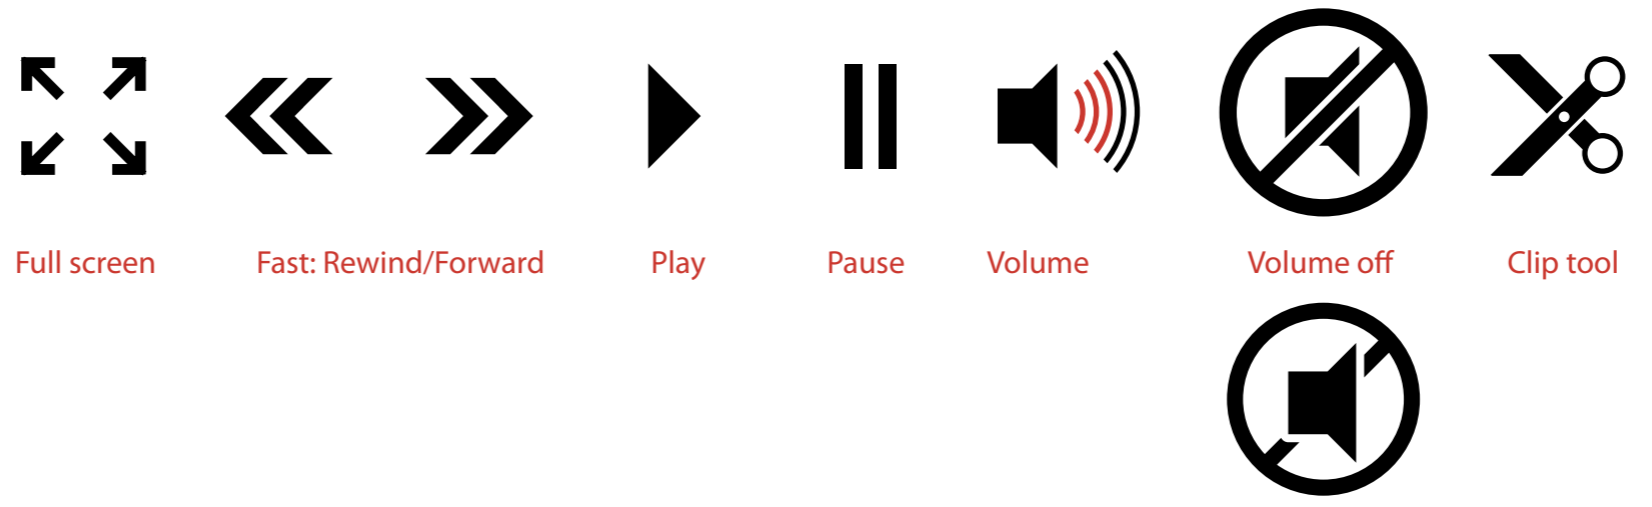 Full screen
Fast: Rewind/Forward
Play
Pause
Volume
Volume off
Clip tool